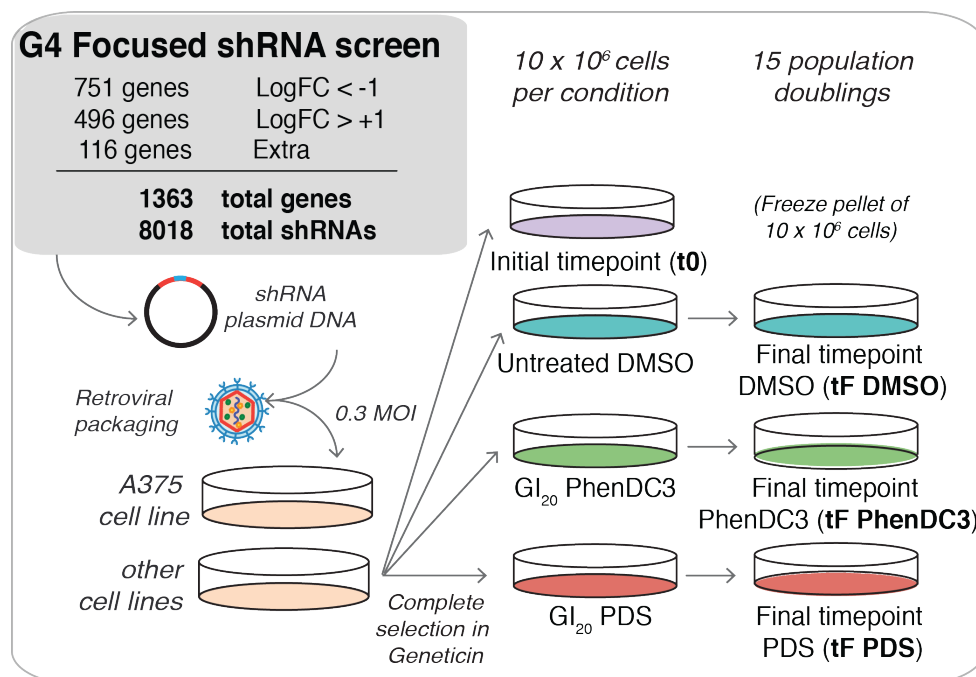 G4 Focused shRNA screen
751 genes LogFC < -1
496 genes LogFC > +1
116 genes Extra
1363 total genes
8018 total shRNAs
10 x 10⁶ cells
per condition
15 population
doublings
(Freeze pellet of
10 x 10⁶ cells)
Initial timepoint (t0)
shRNA
plasmid DNA
Untreated DMSO
Final timepoint
DMSO (tF DMSO)
Retroviral
packaging
0.3 MOI
A375
cell line
GI₂₀ PhenDC3
Final timepoint
PhenDC3 (tF PhenDC3)
other
cell lines
Complete
selection in
Geneticin
GI₂₀ PDS
Final timepoint
PDS (tF PDS)